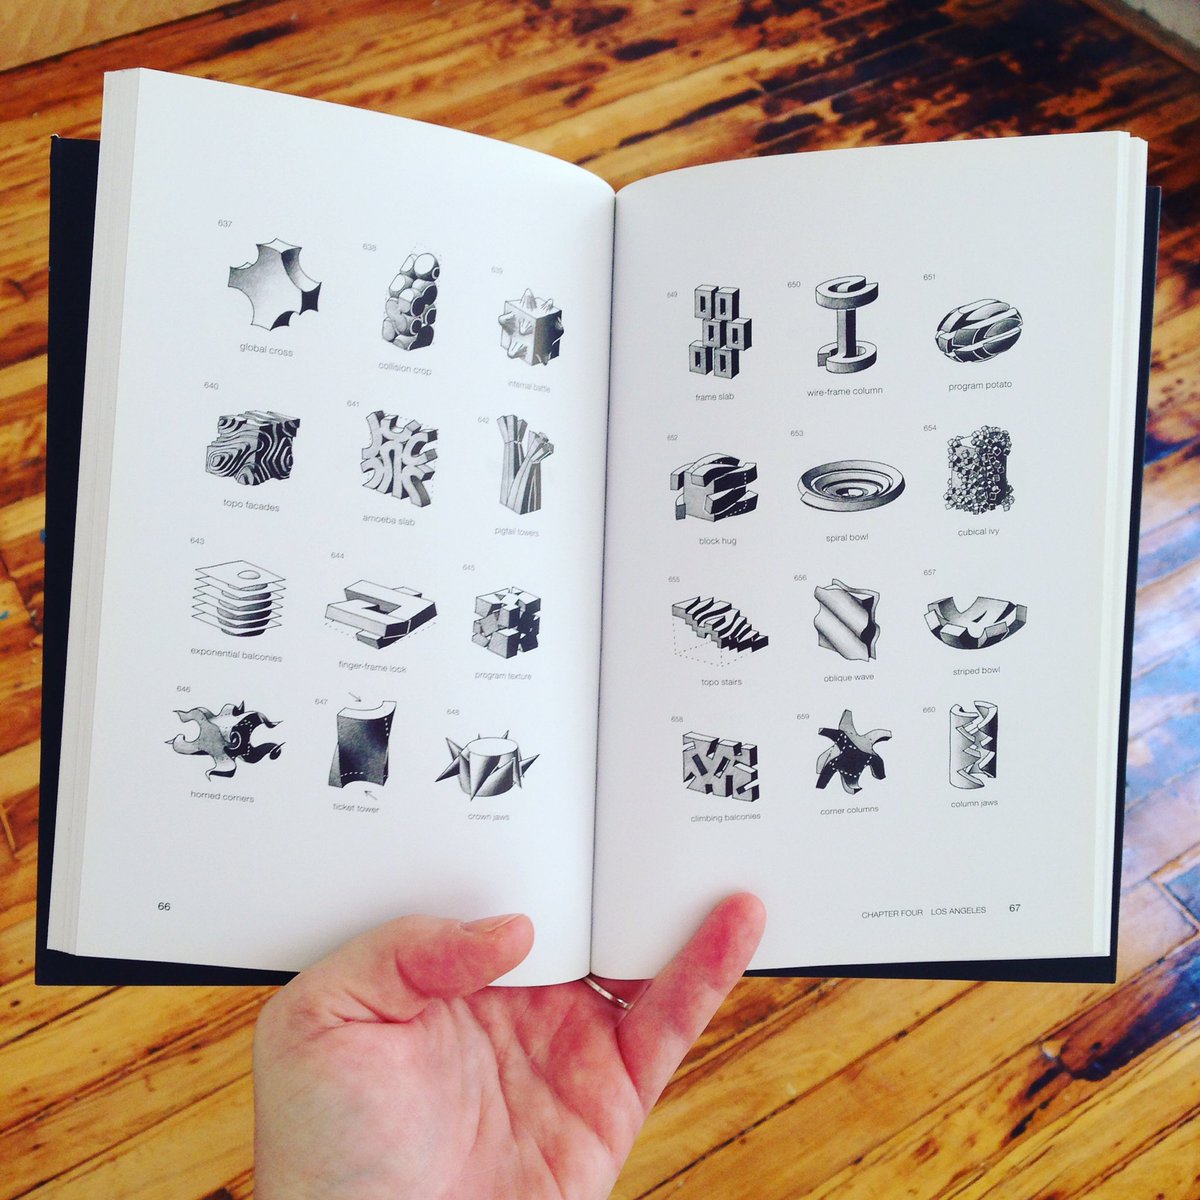 637
global cross
638
collision crop
639
internal battle
640
topo facades
641
amoeba slab
642
pigtail towers
643
exponential balconies
644
finger-frame lock
645
program texture
646
horned corners
647
ticket tower
648
crown jaws
66
649
frame slab
650
wire-frame column
651
program potato
652
block hug
653
spiral bowl
654
cubical ivy
655
topo stairs
656
oblique wave
657
striped bowl
658
climbing balconies
659
corner columns
660
column jaws
CHAPTER FOUR LOS ANGELES 67